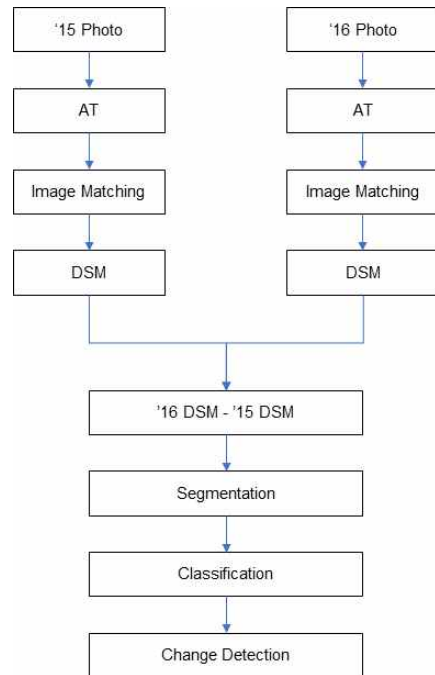 ‘15 Photo
‘16 Photo
AT
AT
Image Matching
Image Matching
DSM
DSM
’16 DSM - ’15 DSM
Segmentation
Classification
Change Detection